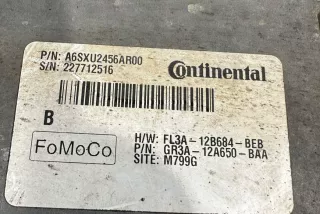 P/N: A6SXU2456AR00
S/N: 227712516
Continental
B
FoMoCo
H/W: FL3A-12B684-BEB
P/N: GR3A-12A650-BAA
SITE: M799G